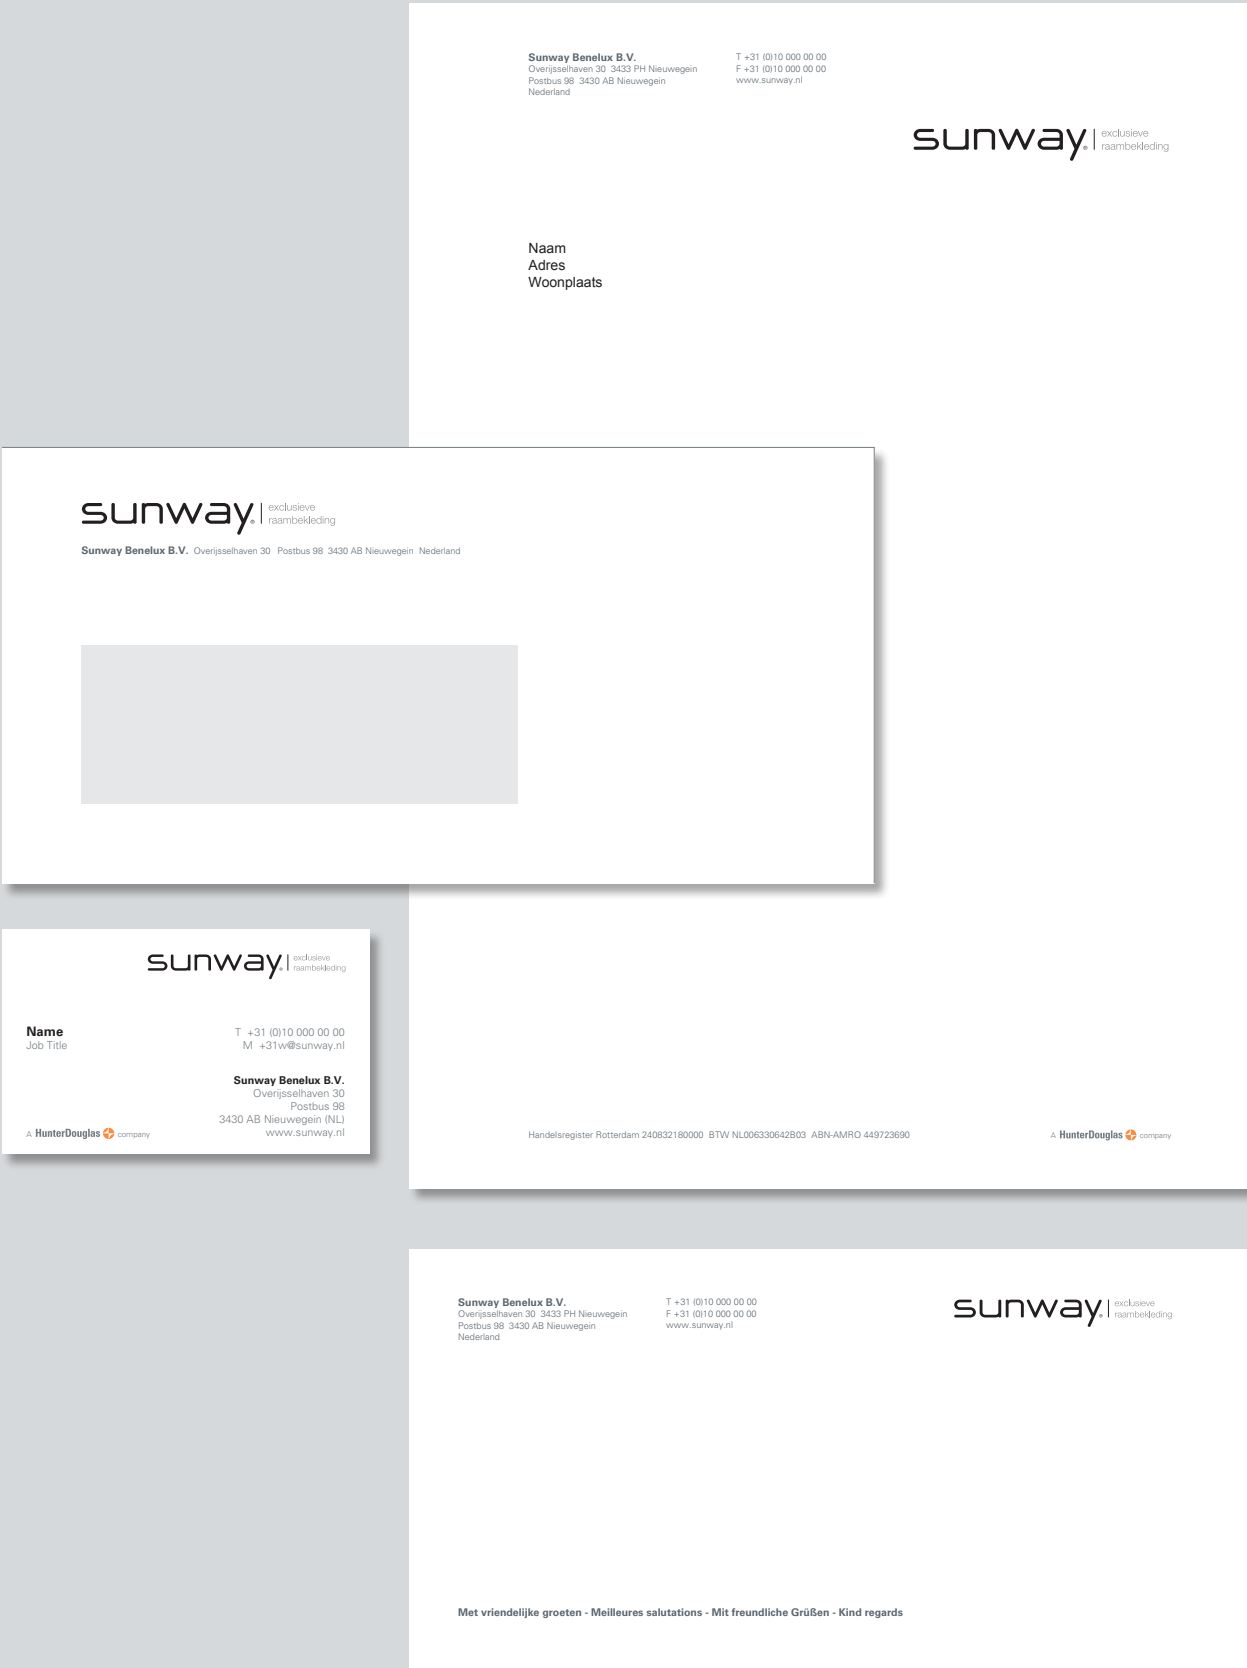 Sunway Benelux B.V.
Overijsselhaven 30  3433 PH Nieuwegein
Postbus 98  3430 AB Nieuwegein
Nederland
T +31 (0)10 000 00 00
F +31 (0)10 000 00 00
www.sunway.nl
sunway® exclusieve
raambekleding
Naam
Adres
Woonplaats
sunway® exclusieve
raambekleding
Sunway Benelux B.V.  Overijsselhaven 30  Postbus 98  3430 AB Nieuwegein  Nederland
sunway® exclusieve
raambekleding
Name
Job Title
T  +31 (0)10 000 00 00
M  +31w@sunway.nl
Sunway Benelux B.V.
Overijsselhaven 30
Postbus 98
3430 AB Nieuwegein (NL)
www.sunway.nl
A HunterDouglas company
Handelsregister Rotterdam 240832180000  BTW NL006330642B03  ABN-AMRO 449723690
A HunterDouglas company
Sunway Benelux B.V.
Overijsselhaven 30  3433 PH Nieuwegein
Postbus 98  3430 AB Nieuwegein
Nederland
T +31 (0)10 000 00 00
F +31 (0)10 000 00 00
www.sunway.nl
sunway® exclusieve
raambekleding
Met vriendelijke groeten - Meilleures salutations - Mit freundliche Grüßen - Kind regards